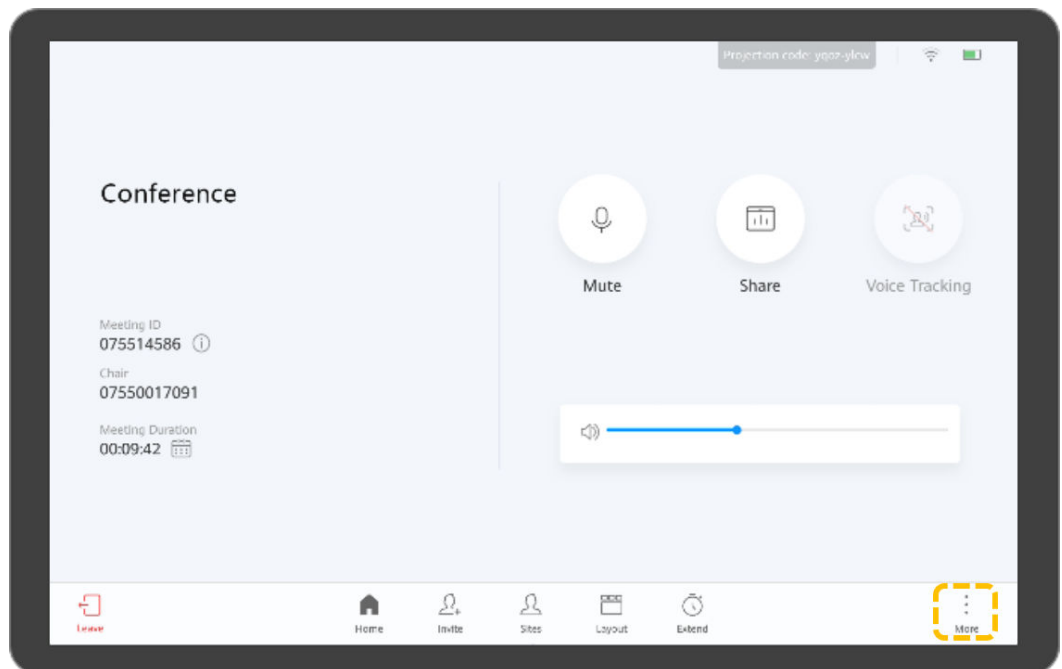 Projection code: yqoz-ylcw
Conference
Mute
Share
Voice Tracking
Meeting ID
075514586
Chair
07550017091
Meeting Duration
00:09:42
Leave
Home
Invite
Sites
Layout
Extend
More